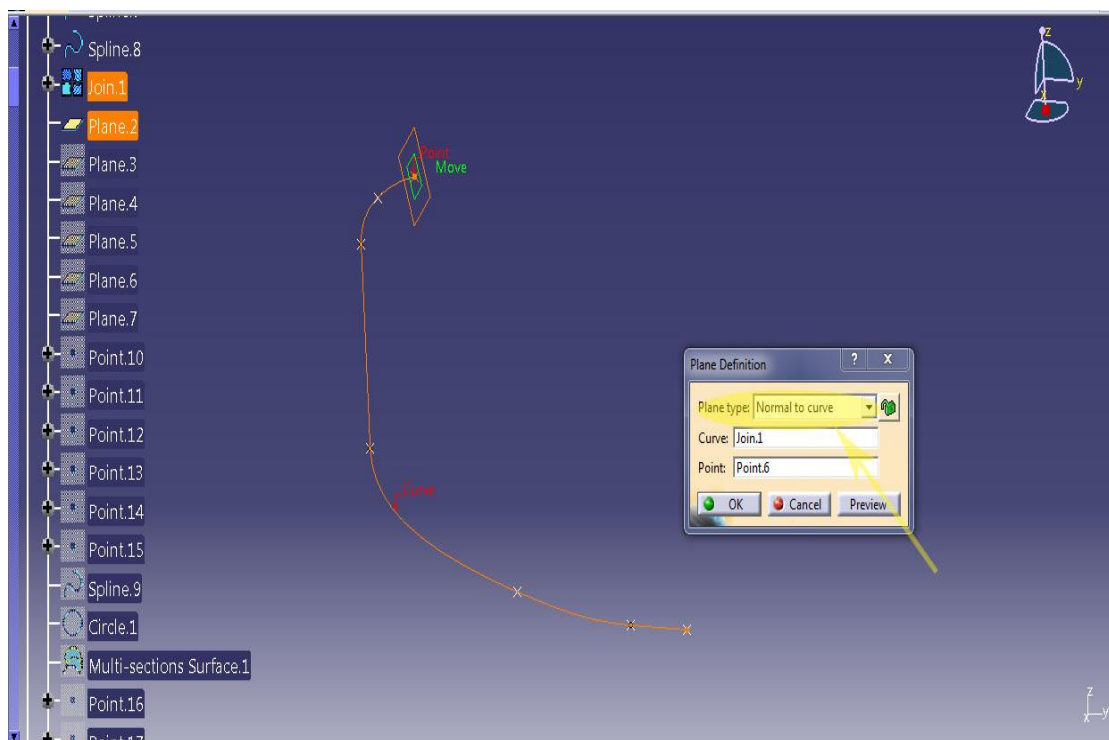 Spline.8
Join.1
Plane.2
Plane.3
Plane.4
Plane.5
Plane.6
Plane.7
Point.10
Point.11
Point.12
Point.13
Point.14
Point.15
Spline.9
Circle.1
Multi-sections Surface.1
Point.16
Point.17
Point
Move
Curve
z
y
x
Plane Definition
? X
Plane type: Normal to curve
Curve: Join.1
Point: Point.6
OK Cancel Preview
z
x y